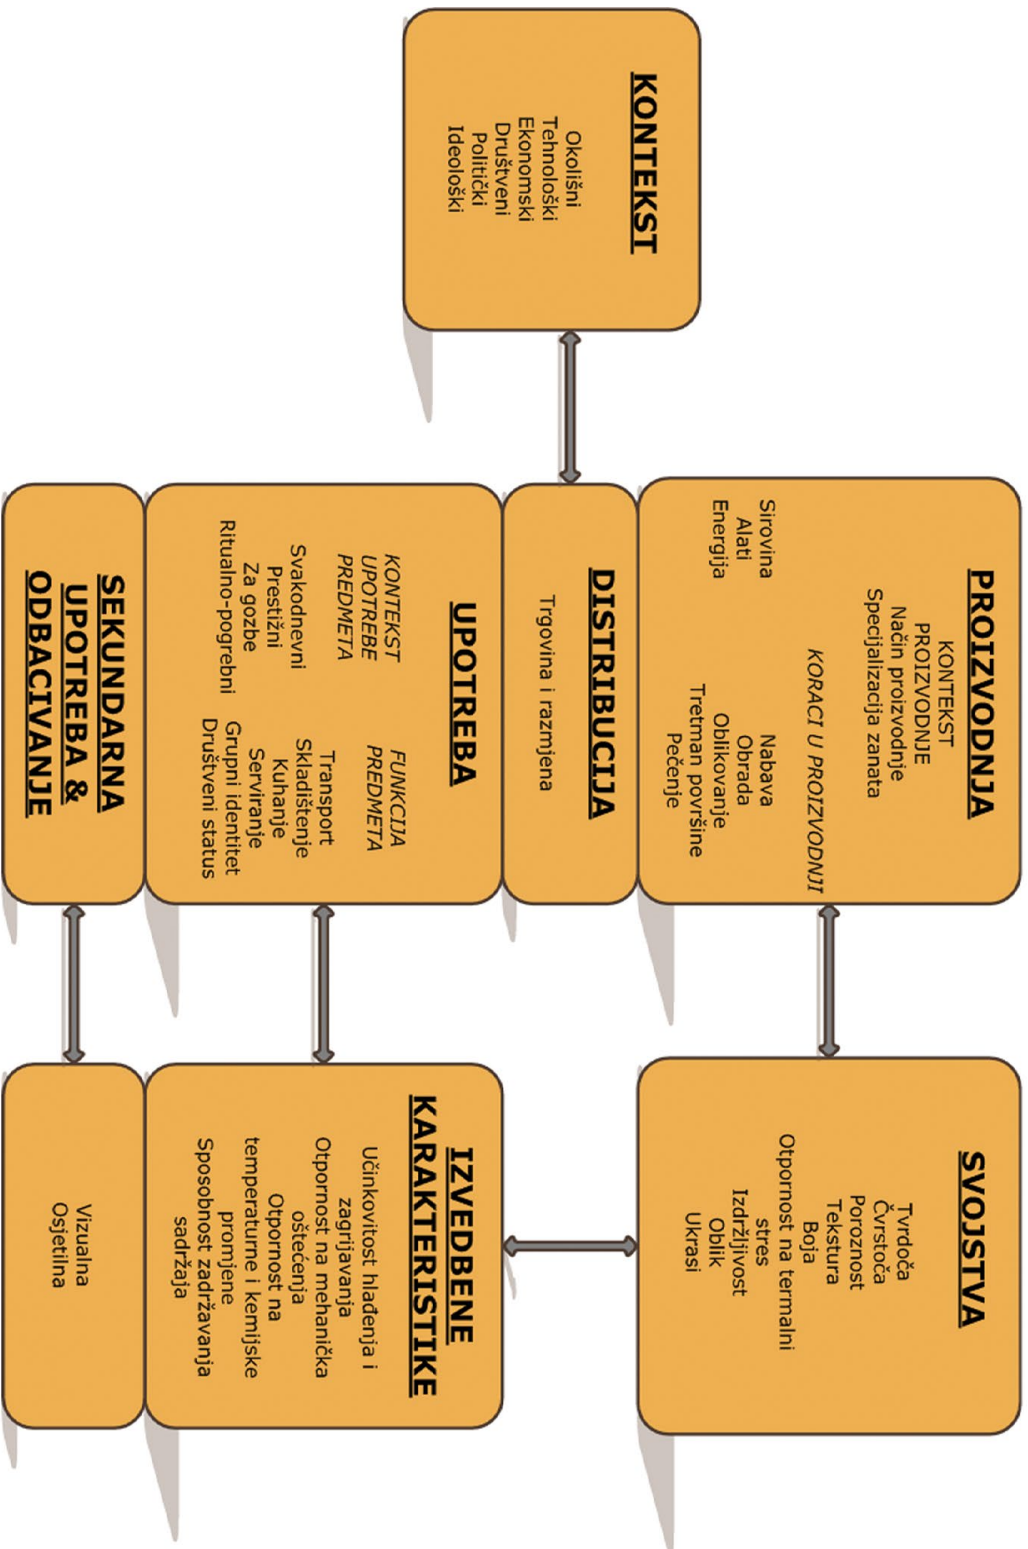 KONTEKST
Okolišni
Tehnološki
Ekonomski
Društveni
Politički
Ideološki
PROIZVODNJA
KONTEKST
PROIZVODNJE
Način proizvodnje
Specijalizacija zanata
KORACI U PROIZVODNJI
Sirovina
Alati
Energija
Nabava
Obrada
Oblikovanje
Tretman površine
Pečenje
DISTRIBUCIJA
Trgovina i razmjena
UPOTREBA
KONTEKST
UPOTREBE
PREDMETA
Svakodnevni
Prestižni
Za gozbe
Ritualno-pogrebni
FUNKCIJA
PREDMETA
Transport
Skladištenje
Kuhanje
Serviranje
Grupni identitet
Društveni status
SEKUNDARNA
UPOTREBA &
ODBACIVANJE
SVOJSTVA
Tvrdoča
Čvrstoča
Poroznost
Tekstura
Boja
Otpornost na termalni
stres
Izdržljivost
Oblik
Ukrasi
IZVEDBENE
KARAKTERISTIKE
Učinkovitost hlađenja i
zagrijavanja
Otpornost na mehanička
oštećenja
Otpornost na
temperaturne i kemijske
promjene
Sposobnost zadržavanja
sadržaja
Vizualna
Osjetilna